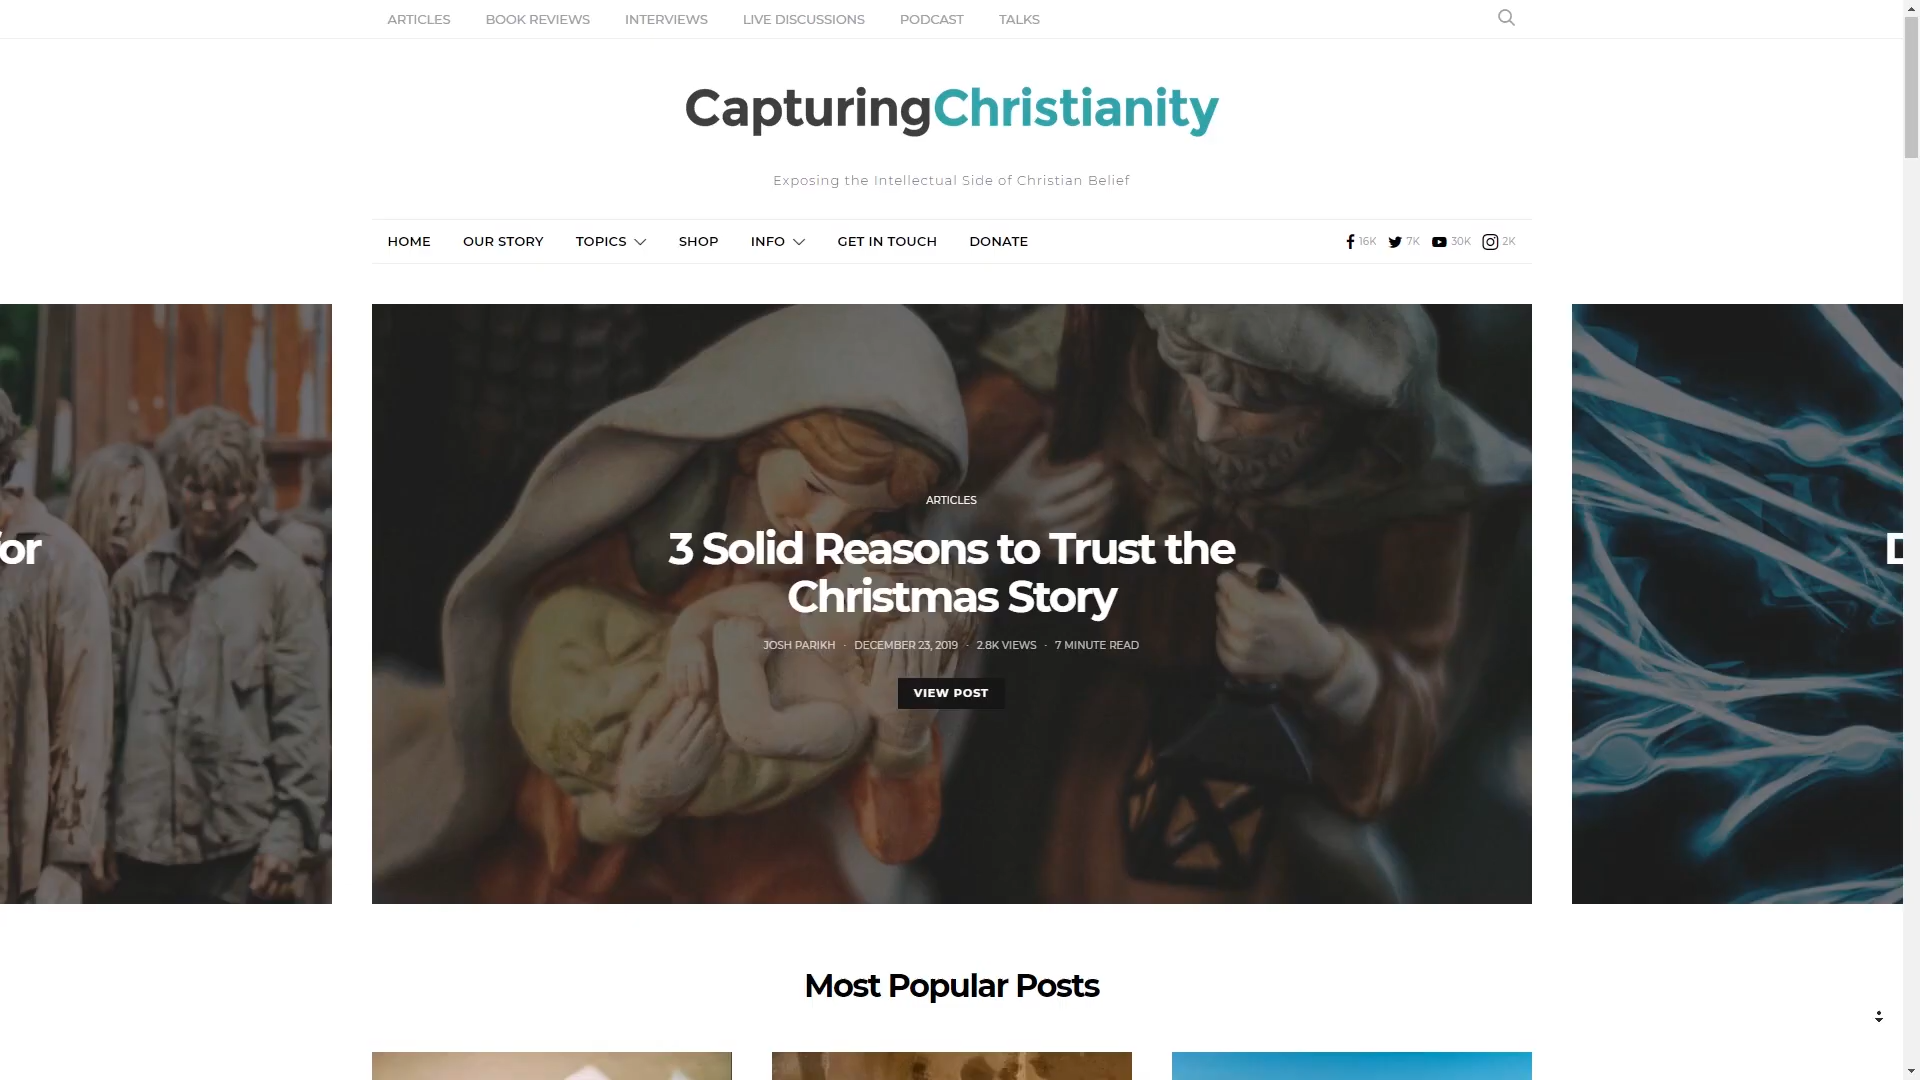 ARTICLES BOOK REVIEWS INTERVIEWS LIVE DISCUSSIONS PODCAST TALKS
CapturingChristianity
Exposing the Intellectual Side of Christian Belief
HOME OUR STORY TOPICS SHOP INFO GET IN TOUCH DONATE 16K 7K 30K 2K
ARTICLES
3 Solid Reasons to Trust the
Christmas Story
JOSH PARIKH · DECEMBER 23, 2019 · 2.8K VIEWS · 7 MINUTE READ
VIEW POST
Most Popular Posts